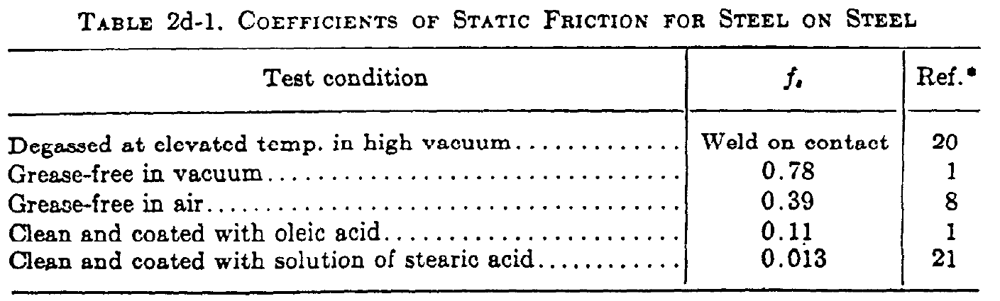 TABLE 2d-1. COEFFICIENTS OF STATIC FRICTION FOR STEEL ON STEEL
Test condition fs Ref.*
Degassed at elevated temp. in high vacuum............. Weld on contact 20
Grease-free in vacuum................................. 0.78 1
Grease-free in air..................................... 0.39 8
Clean and coated with oleic acid....................... 0.11 1
Clean and coated with solution of stearic acid............ 0.013 21